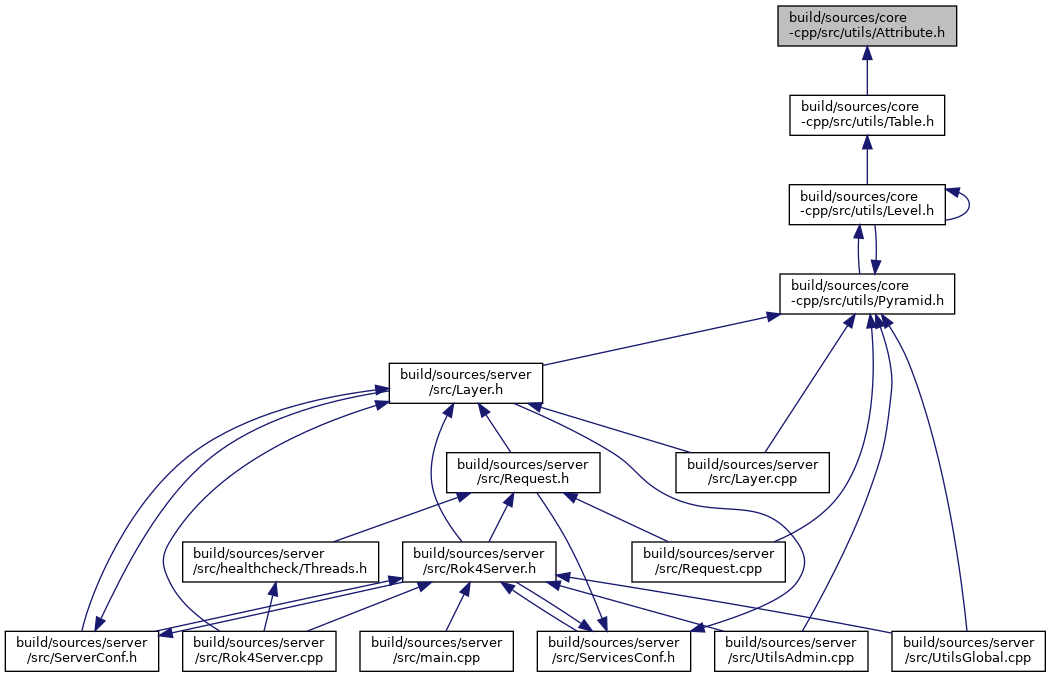 build/sources/core
-cpp/src/utils/Attribute.h
build/sources/core
-cpp/src/utils/Table.h
build/sources/core
-cpp/src/utils/Level.h
build/sources/core
-cpp/src/utils/Pyramid.h
build/sources/server
/src/Layer.h
build/sources/server
/src/Request.h
build/sources/server
/src/Layer.cpp
build/sources/server
/src/healthcheck/Threads.h
build/sources/server
/src/Rok4Server.h
build/sources/server
/src/Request.cpp
build/sources/server
/src/ServerConf.h
build/sources/server
/src/Rok4Server.cpp
build/sources/server
/src/main.cpp
build/sources/server
/src/ServicesConf.h
build/sources/server
/src/UtilsAdmin.cpp
build/sources/server
/src/UtilsGlobal.cpp